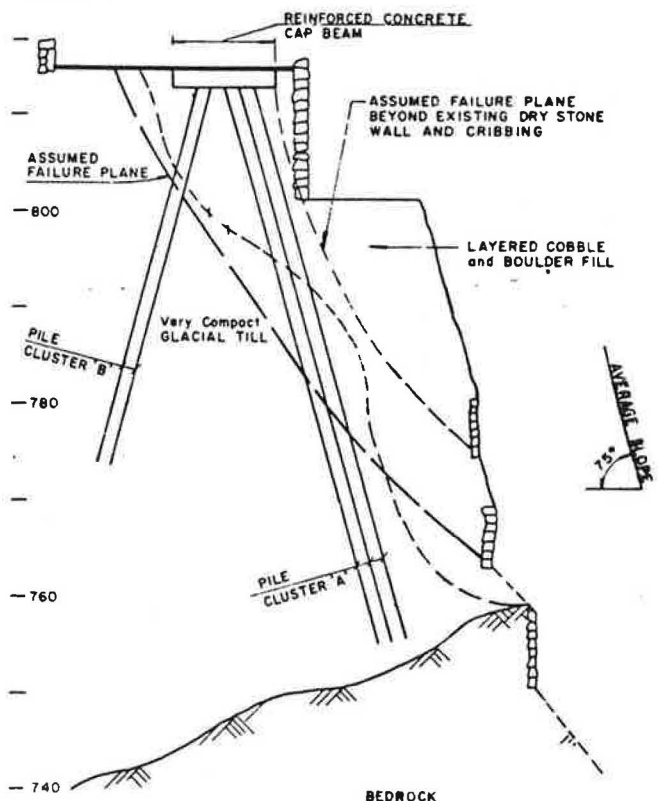 REINFORCED CONCRETE
CAP BEAM
ASSUMED FAILURE PLANE
BEYOND EXISTING DRY STONE
WALL AND CRIBBING
ASSUMED
FAILURE PLANE
800
LAYERED COBBLE
and BOULDER FILL
Very Compact
GLACIAL TILL
PILE
CLUSTER 'B'
780
AVERAGE SLOPE
75°
PILE
CLUSTER 'A'
760
740
BEDROCK